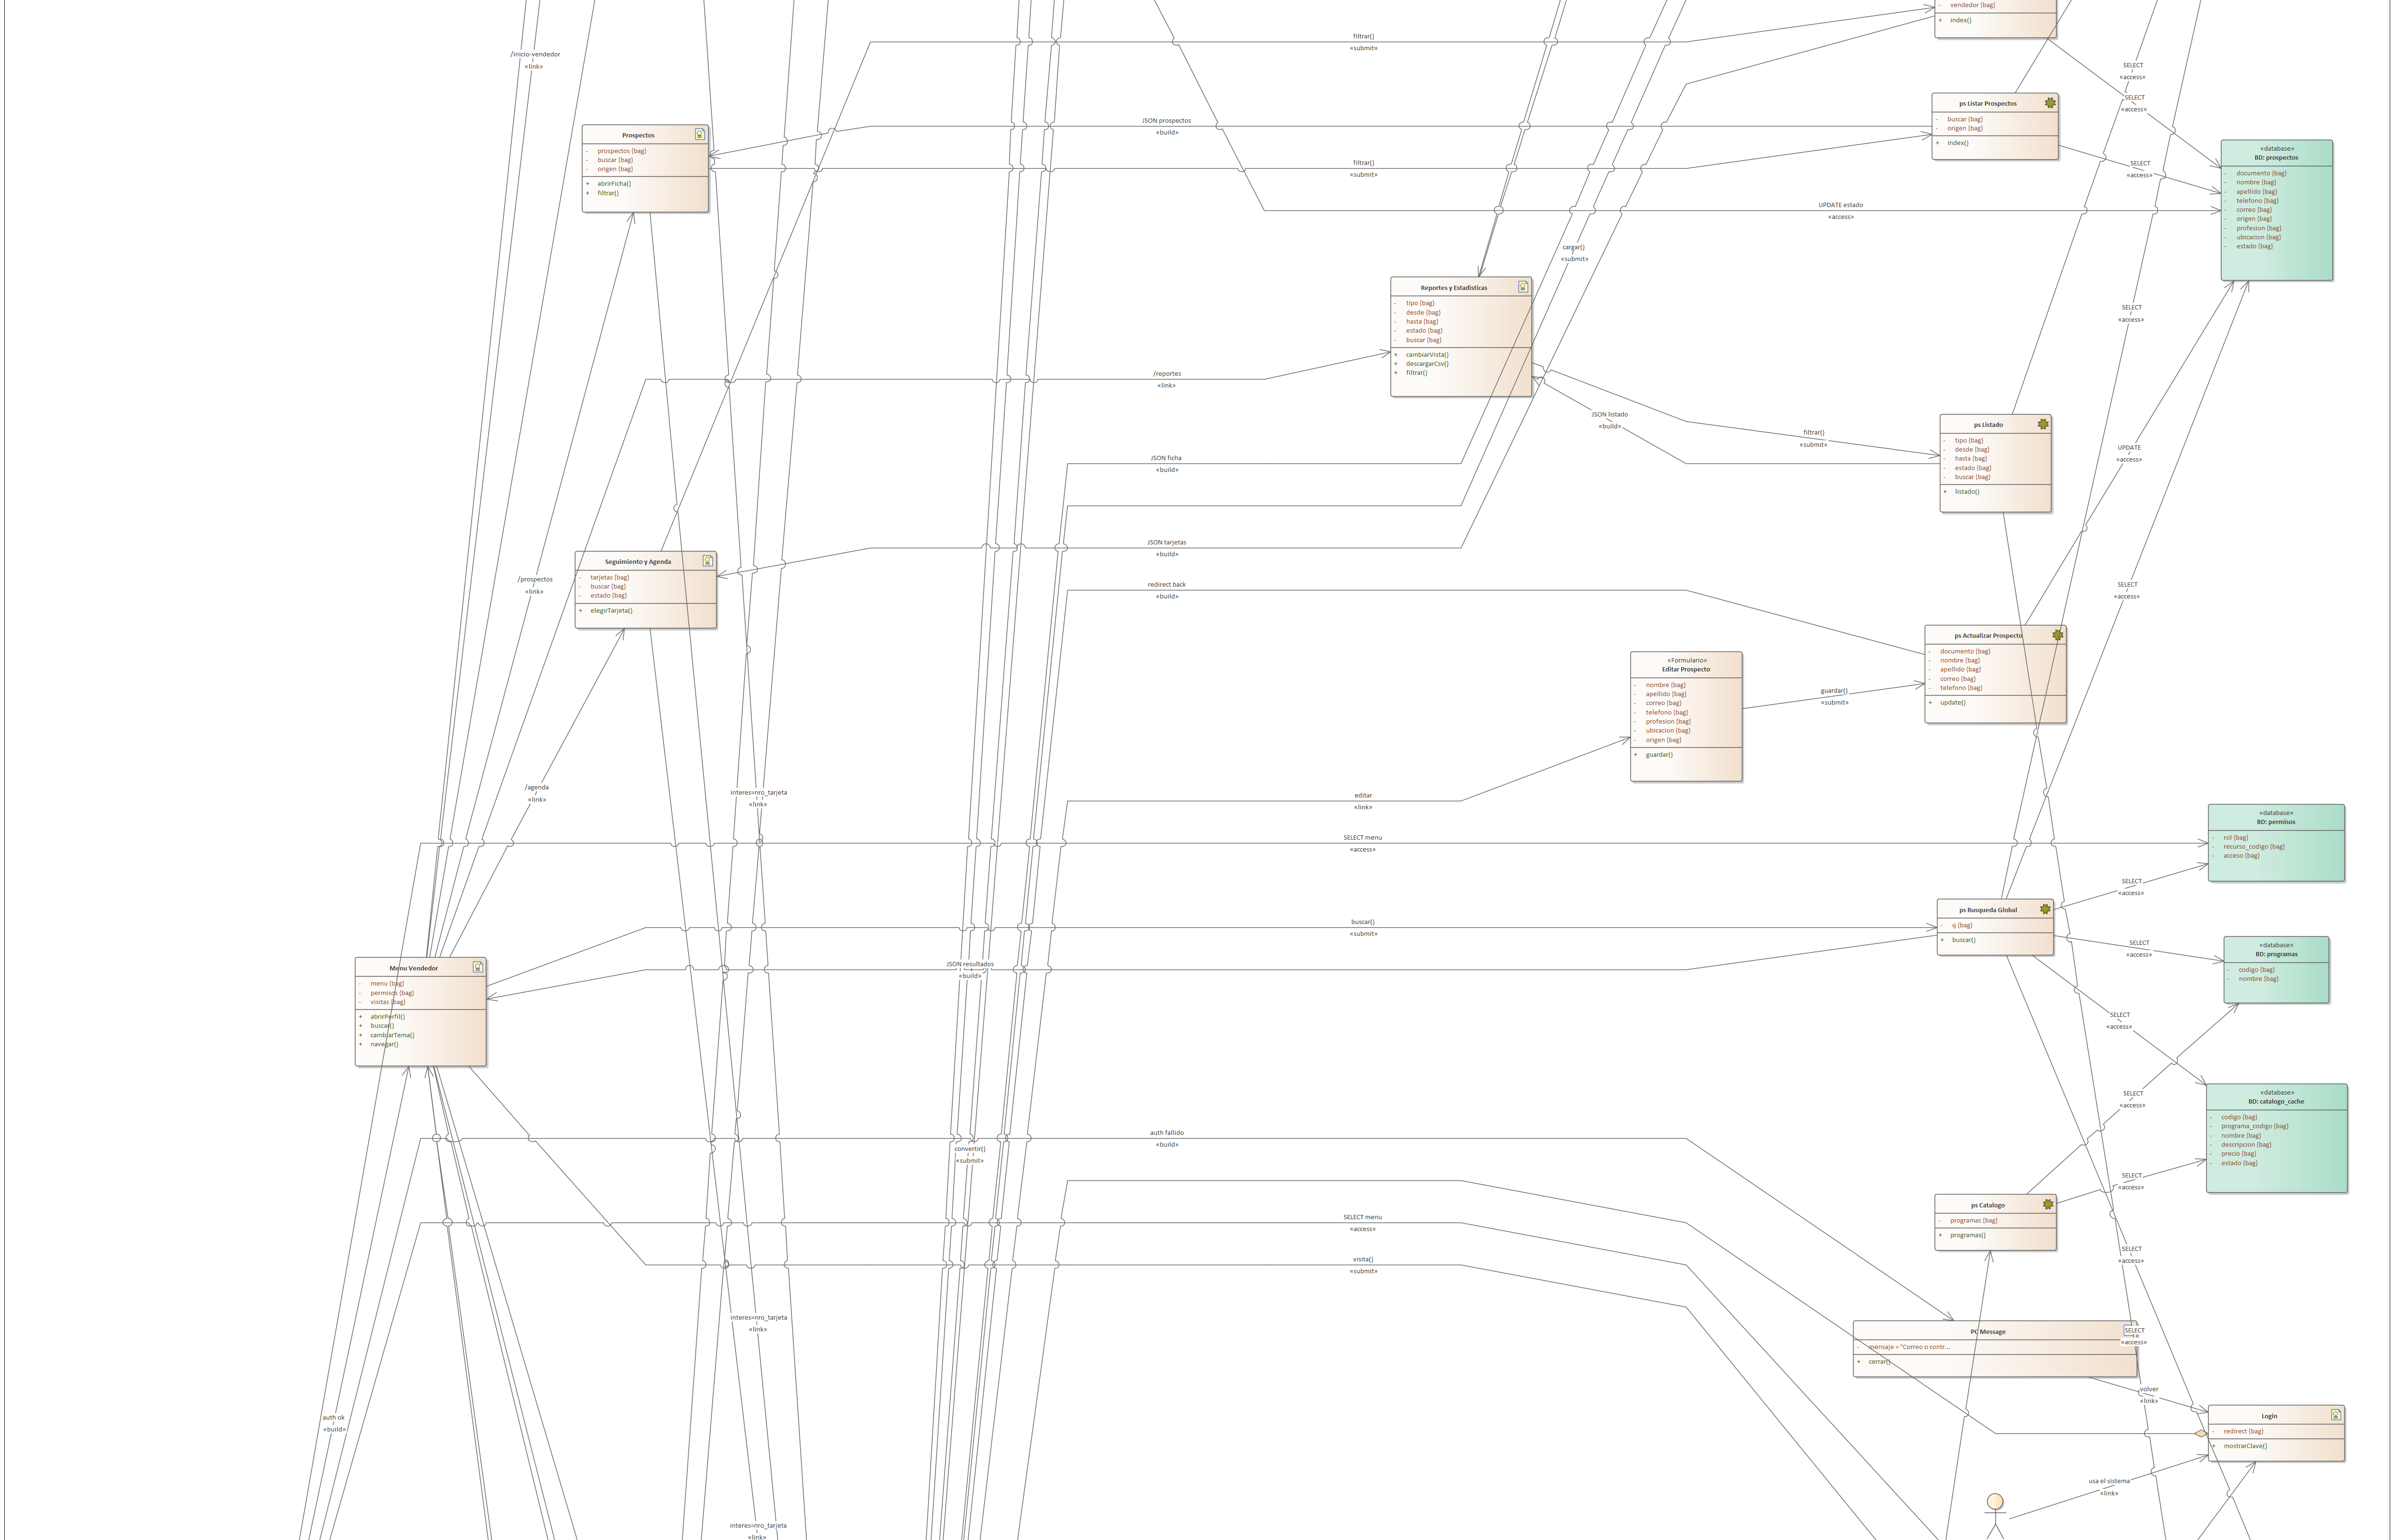 /inicio-vendedor
«link»
filtrar()
«submit»
- vendedor {bag}
+ index()
SELECT
«access»
SELECT
«access»
Prospectos
- prospectos {bag}
- buscar {bag}
- origen {bag}
+ abrirFicha()
+ filtrar()
JSON prospectos
«build»
filtrar()
«submit»
ps Listar Prospectos
- buscar {bag}
- origen {bag}
+ index()
SELECT
«access»
«database»
BD: prospectos
- documento {bag}
- nombre {bag}
- apellido {bag}
- telefono {bag}
- correo {bag}
- origen {bag}
- profesion {bag}
- ubicacion {bag}
- estado {bag}
UPDATE estado
«access»
cargar()
«submit»
Reportes y Estadisticas
- tipo {bag}
- desde {bag}
- hasta {bag}
- estado {bag}
- buscar {bag}
+ cambiarVista()
+ descargarCsv()
+ filtrar()
SELECT
«access»
/reportes
«link»
JSON listado
«build»
filtrar()
«submit»
ps Listado
- tipo {bag}
- desde {bag}
- hasta {bag}
- estado {bag}
- buscar {bag}
+ listado()
UPDATE
«access»
JSON ficha
«build»
JSON tarjetas
«build»
Seguimiento y Agenda
- tarjetas {bag}
- buscar {bag}
- estado {bag}
+ elegirTarjeta()
/prospectos
«link»
redirect back
«build»
SELECT
«access»
ps Actualizar Prospecto
- documento {bag}
- nombre {bag}
- apellido {bag}
- correo {bag}
- telefono {bag}
+ update()
«Formulario»
Editar Prospecto
- nombre {bag}
- apellido {bag}
- correo {bag}
- telefono {bag}
- profesion {bag}
- ubicacion {bag}
- origen {bag}
+ guardar()
guardar()
«submit»
/agenda
«link»
interes=nro_tarjeta
«link»
editar
«link»
SELECT menu
«access»
«database»
BD: permisos
- rol {bag}
- recurso_codigo {bag}
- acceso {bag}
SELECT
«access»
buscar()
«submit»
ps Busqueda Global
- q {bag}
+ buscar()
SELECT
«access»
«database»
BD: programas
- codigo {bag}
- nombre {bag}
JSON resultados
«build»
Menu Vendedor
- menu {bag}
- permisos {bag}
- visitas {bag}
+ abrirPerfil()
+ buscar()
+ cambiarTema()
+ navegar()
SELECT
«access»
SELECT
«access»
«database»
BD: catalogo_cache
- codigo {bag}
- programa_codigo {bag}
- nombre {bag}
- descripcion {bag}
- precio {bag}
- estado {bag}
auth fallido
«build»
convertir()
«submit»
SELECT
«access»
ps Catalogo
- programas {bag}
+ programas()
SELECT menu
«access»
SELECT
«access»
visita()
«submit»
interes=nro_tarjeta
«link»
PC Message
- mensaje = "Correo o contr...
+ cerrar()
SELECT
«access»
volver
«link»
auth ok
«build»
Login
- redirect {bag}
+ mostrarClave()
usa el sistema
«link»
interes=nro_tarjeta
«link»